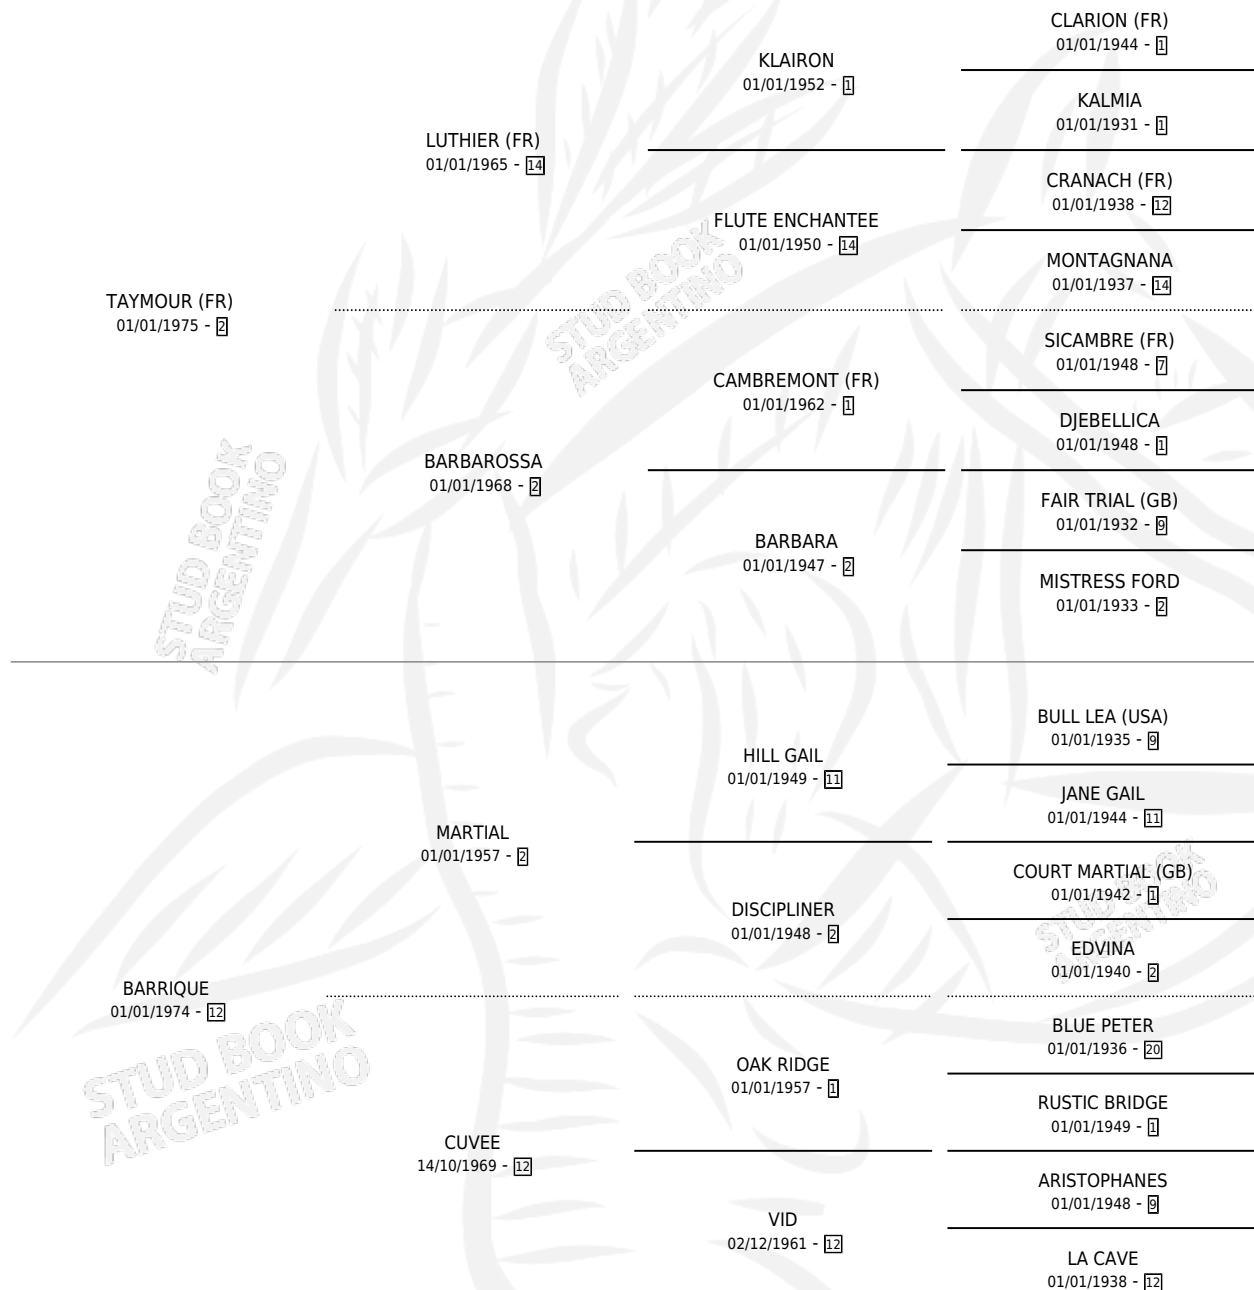 CLARION (FR)
01/01/1944 - 1
KLAIRON
01/01/1952 - 1
KALMIA
01/01/1931 - 1
LUTHIER (FR)
01/01/1965 - 14
CRANACH (FR)
01/01/1938 - 12
FLUTE ENCHANTEE
01/01/1950 - 14
MONTAGNANA
01/01/1937 - 14
TAYMOUR (FR)
01/01/1975 - 2
SICAMBRE (FR)
01/01/1948 - 7
CAMBREMONT (FR)
01/01/1962 - 1
DJEBELLICA
01/01/1948 - 1
BARBAROSSA
01/01/1968 - 2
FAIR TRIAL (GB)
01/01/1932 - 9
BARBARA
01/01/1947 - 2
MISTRESS FORD
01/01/1933 - 2
BULL LEA (USA)
01/01/1935 - 9
HILL GAIL
01/01/1949 - 11
JANE GAIL
01/01/1944 - 11
MARTIAL
01/01/1957 - 2
COURT MARTIAL (GB)
01/01/1942 - 1
DISCIPLINER
01/01/1948 - 2
EDVINA
01/01/1940 - 2
BARRIQUE
01/01/1974 - 12
BLUE PETER
01/01/1936 - 20
OAK RIDGE
01/01/1957 - 1
RUSTIC BRIDGE
01/01/1949 - 1
CUVEE
14/10/1969 - 12
ARISTOPHANES
01/01/1948 - 9
VID
02/12/1961 - 12
LA CAVE
01/01/1938 - 12
STUD BOOK
ARGENTINO
STUD BOOK
ARGENTINO
STUD BOOK
ARGENTINO
STUD BOOK
ARGENTINO